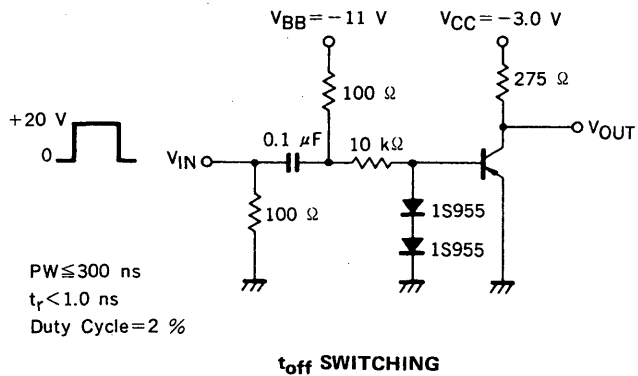 V_BB=−11 V
V_CC=−3.0 V
100 Ω
275 Ω
+20 V
0
0.1 μF
10 kΩ
V_IN
V_OUT
100 Ω
1S955
1S955
PW≦300 ns
t_r<1.0 ns
Duty Cycle=2 %
t_off SWITCHING